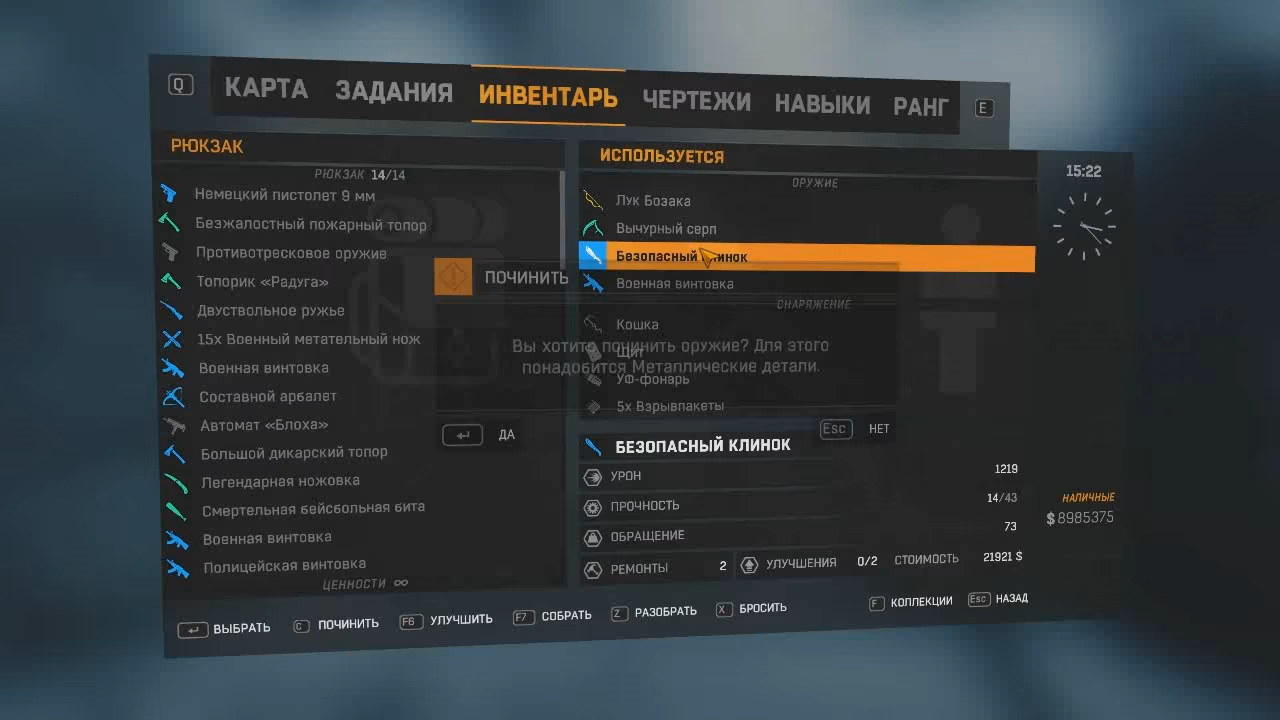 Q
КАРТА ЗАДАНИЯ ИНВЕНТАРЬ ЧЕРТЕЖИ НАВЫКИ РАНГ
E
РЮКЗАК
РЮКЗАК 14/14
Немецкий пистолет 9 мм
Безжалостный пожарный топор
Противотресковое оружие
Топорик «Радуга»
Двуствольное ружье
15x Военный метательный нож
Военная винтовка
Составной арбалет
Автомат «Блоха»
Большой дикарский топор
Легендарная ножовка
Смертельная бейсбольная бита
Военная винтовка
Полицейская винтовка
ЦЕННОСТИ ∞
ИСПОЛЬЗУЕТСЯ
ОРУЖИЕ
Лук Бозака
Вычурный серп
Безопасный клинок
Военная винтовка
СНАРЯЖЕНИЕ
Кошка
Щит
УФ-фонарь
5x Взрывпакеты
ПОЧИНИТЬ
Вы хотите починить оружие? Для этого
понадобится Металлические детали.
ДА
Esc НЕТ
БЕЗОПАСНЫЙ КЛИНОК
УРОН 1219
ПРОЧНОСТЬ 14/43
ОБРАЩЕНИЕ 73
РЕМОНТЫ 2 УЛУЧШЕНИЯ 0/2 СТОИМОСТЬ 21921 $
15:22
НАЛИЧНЫЕ
$ 8985375
ВЫБРАТЬ C ПОЧИНИТЬ F6 УЛУЧШИТЬ F7 СОБРАТЬ Z РАЗОБРАТЬ X БРОСИТЬ F КОЛЛЕКЦИИ Esc НАЗАД